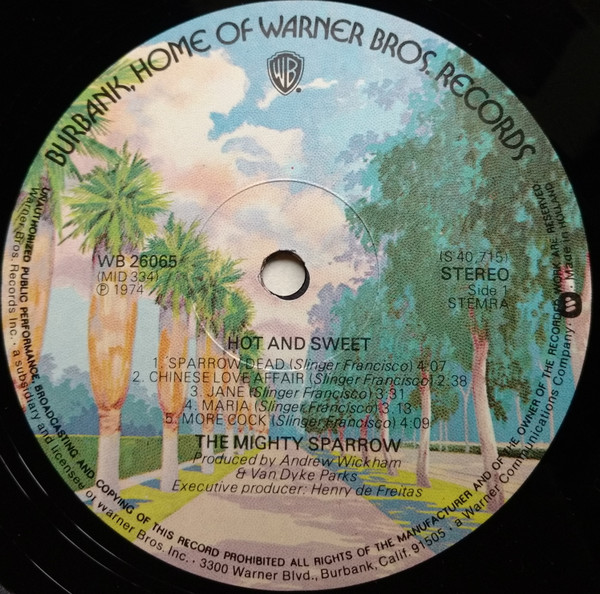 BURBANK, HOME OF WARNER BROS. RECORDS
WB
WB 26065
(MID 334)
℗ 1974
(S 40,715)
STEREO
Side 1
STEMRA
HOT AND SWEET
1. SPARROW DEAD (Slinger Francisco) 4:07
2. CHINESE LOVE AFFAIR (Slinger Francisco) 2:38
3. JANE (Slinger Francisco) 3:31
4. MARIA (Slinger Francisco) 3.13
5. MORE COCK (Slinger Francisco) 4:09
THE MIGHTY SPARROW
Produced by Andrew Wickham
& Van Dyke Parks
Executive producer: Henry de Freitas
UNAUTHORIZED PUBLIC PERFORMANCE, BROADCASTING AND COPYING OF THIS RECORD PROHIBITED ALL RIGHTS OF THE MANUFACTURER AND OF THE OWNER OF THE RECORDED WORK ARE RESERVED
Warner Bros. Records Inc. · a subsidiary and licensee of Warner Bros. Inc. · 3300 Warner Blvd., Burbank, Calif. 91505 · a Warner Communications Company · Made in Holland